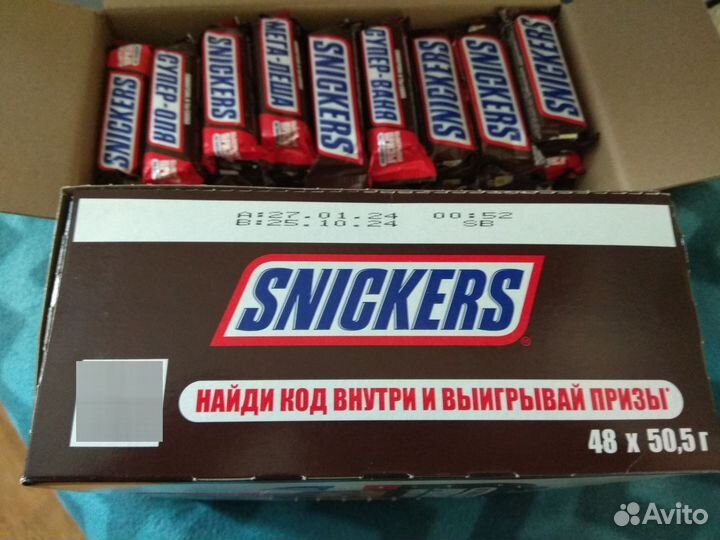 SNICKERS
СУПЕР-ОЛЯ
SNICKERS
МЕГА-ЛЕША
SNICKERS
СУПЕР-ВАНЯ
SNICKERS
SNICKERS
SNICKERS
A:27.01.24 00:52
B:25.10.24 SB
SNICKERS®
НАЙДИ КОД ВНУТРИ И ВЫИГРЫВАЙ ПРИЗЫ*
48 x 50,5 г
Avito